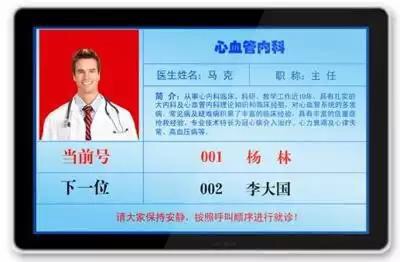 心血管内科
医生姓名：马 克 职 称：主 任
简 介：从事心内科临床、科研、教学工作近10年，具有扎实的
大内科及心血管内科理论知识和临床经验，对心血管系统的多发
病、常见病及疑难病积累了丰富的临床经验，具有丰富的危重症
抢救经验，专业技术特长为冠心病介入治疗、心力衰竭及心律失
常、高血压病等。
当前号 001 杨 林
下一位 002 李大国
请大家保持安静，按照呼叫顺序进行就诊！